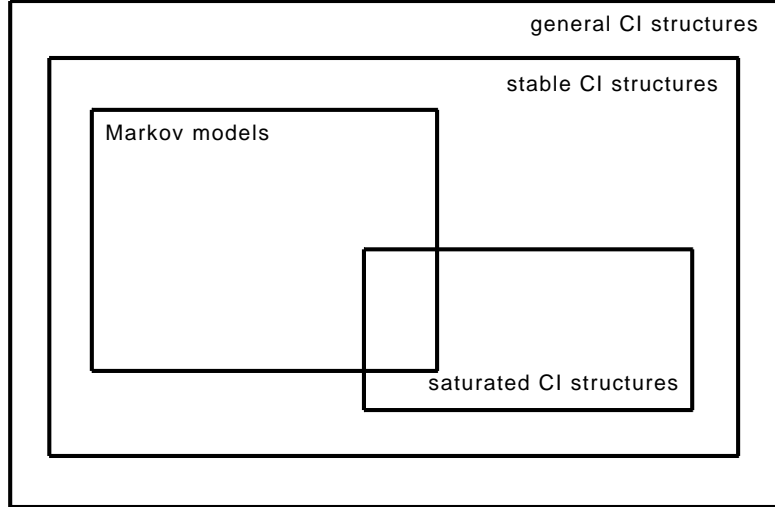 general CI structures
stable CI structures
Markov models
saturated CI structures